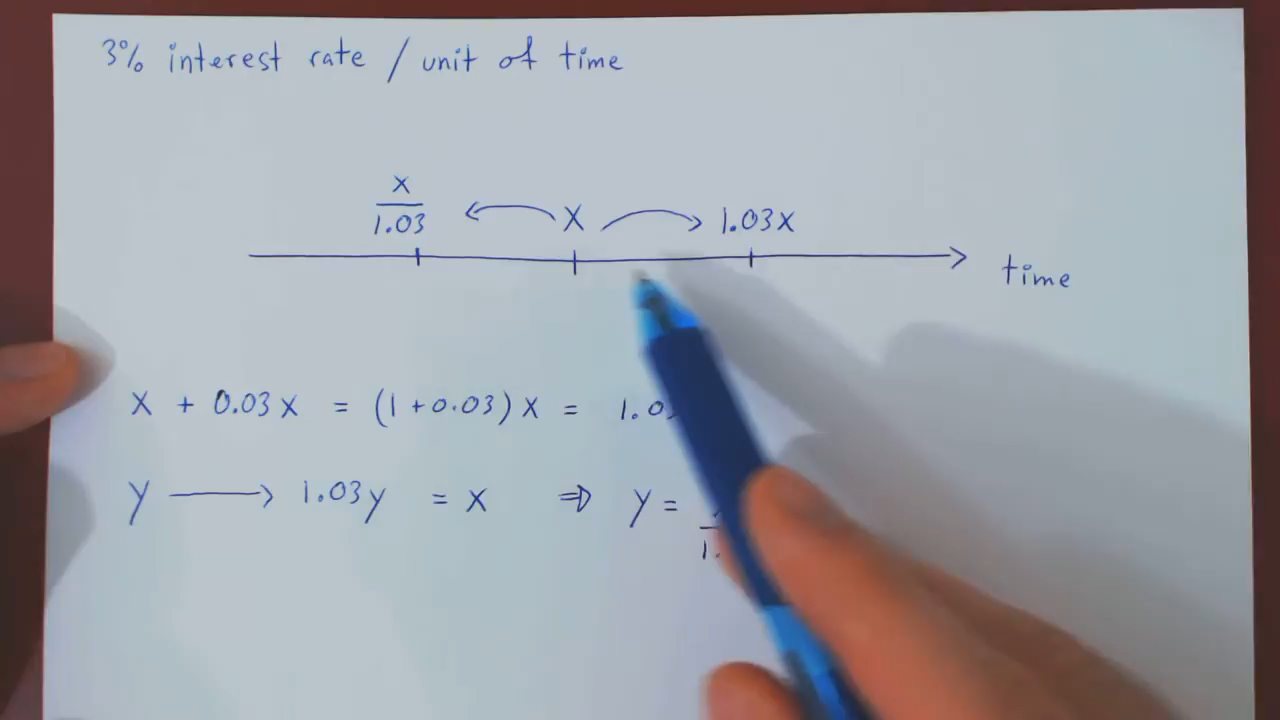 3% interest rate / unit of time
x/1.03 ← x → 1.03x
time
x + 0.03x = (1 + 0.03) x = 1.03
y → 1.03y = x ⇒ y =